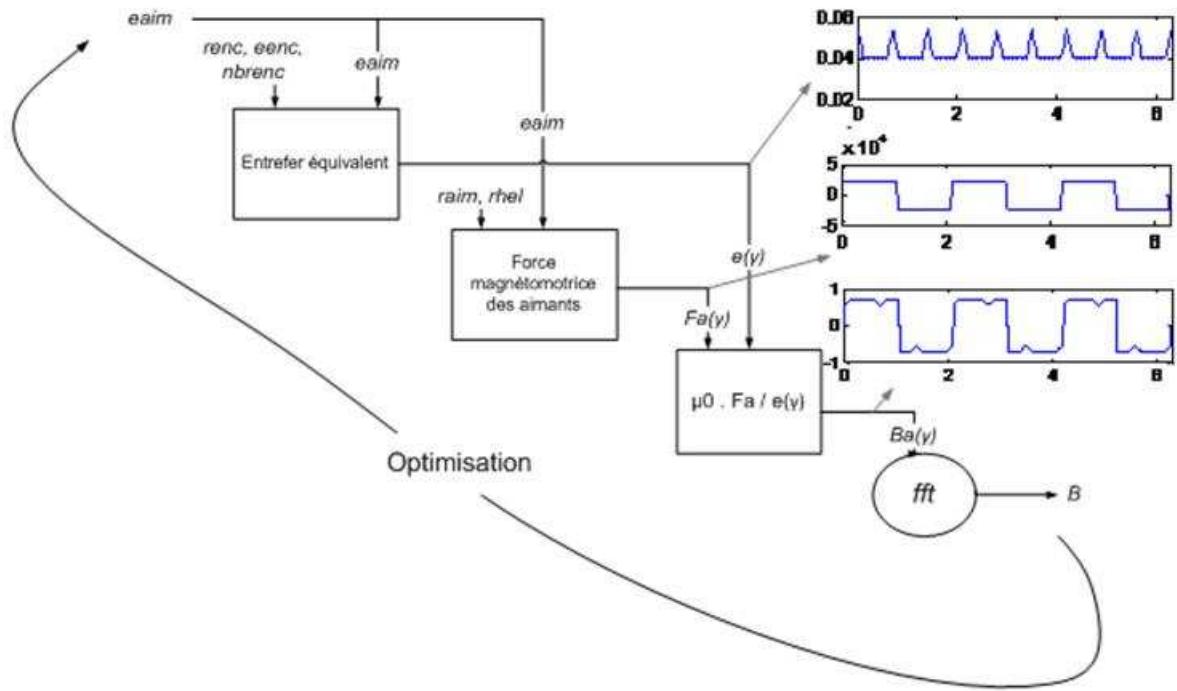 eaim
renc, eenc,
nbrenc
eaim
eaim
Entrefer équivalent
raim, rhel
Force
magnétomotrice
des aimants
e(γ)
Fa(γ)
µ0 . Fa / e(γ)
Ba(γ)
fft
B
Optimisation
0.06
0.04
0.02
0 2 4 6
×10⁴
5
0
-5
0 2 4 6
1
0
-1
0 2 4 6